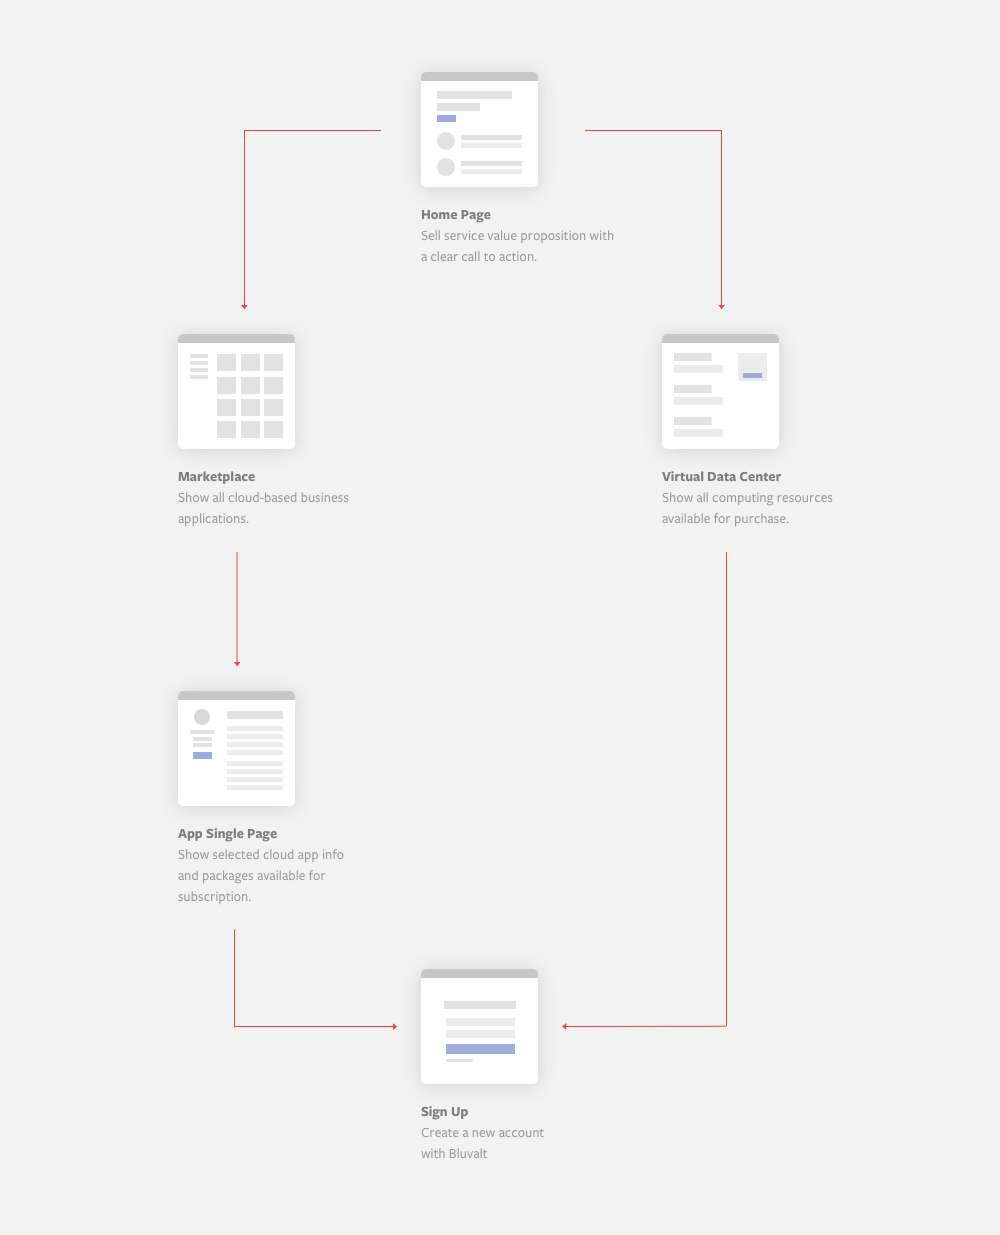 Home Page
Sell service value proposition with
a clear call to action.
Marketplace
Show all cloud-based business
applications.
Virtual Data Center
Show all computing resources
available for purchase.
App Single Page
Show selected cloud app info
and packages available for
subscription.
Sign Up
Create a new account
with Bluvalt